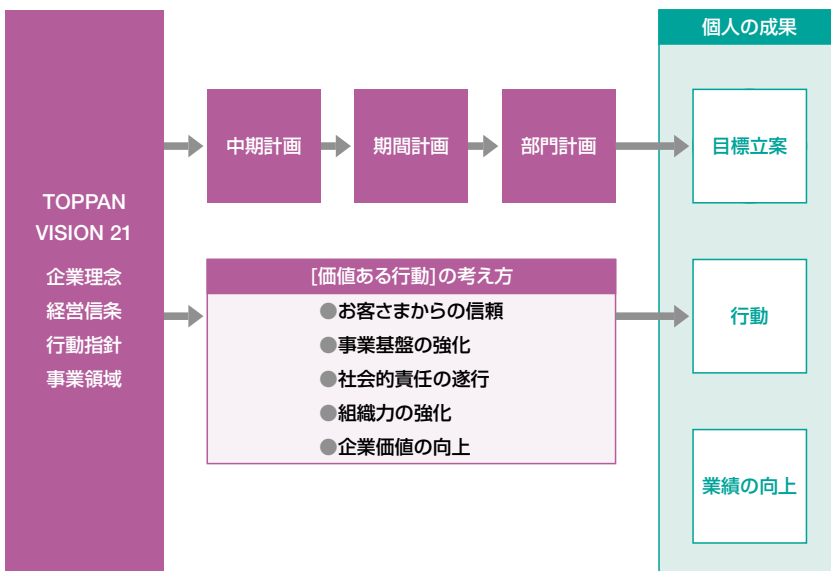 個人の成果
中期計画
期間計画
部門計画
目標立案
TOPPAN
VISION 21
企業理念
経営信条
行動指針
事業領域
[価値ある行動]の考え方
●お客さまからの信頼
●事業基盤の強化
●社会的責任の遂行
●組織力の強化
●企業価値の向上
行動
業績の向上